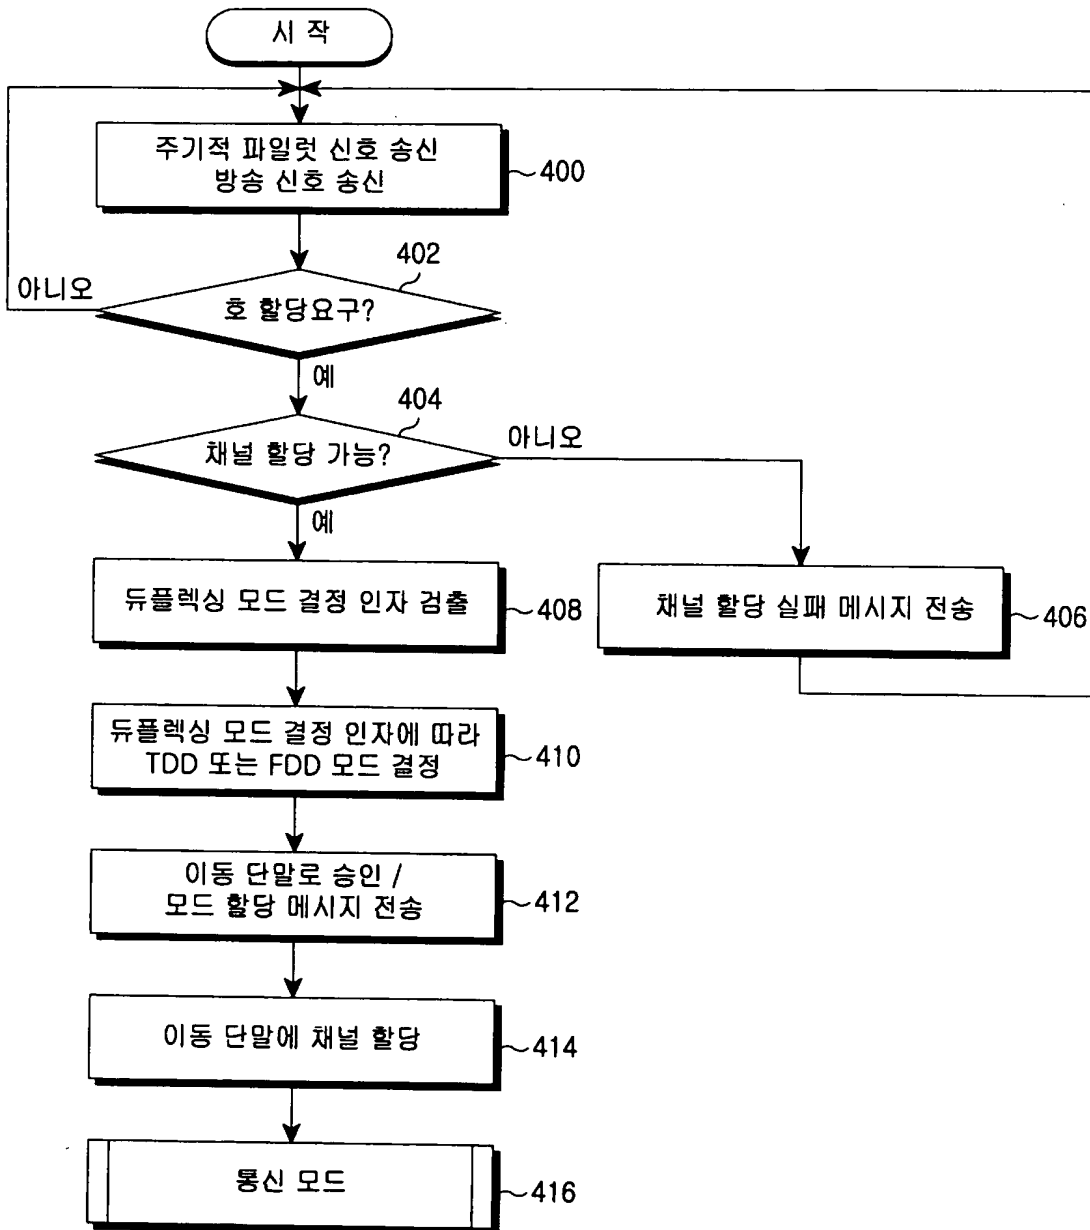 시 작
주기적 파일럿 신호 송신
방송 신호 송신
400
402
아니오
호 할당요구?
예
404
아니오
채널 할당 가능?
예
듀플렉싱 모드 결정 인자 검출
408
채널 할당 실패 메시지 전송
406
듀플렉싱 모드 결정 인자에 따라
TDD 또는 FDD 모드 결정
410
이동 단말로 승인 /
모드 할당 메시지 전송
412
이동 단말에 채널 할당
414
통신 모드
416